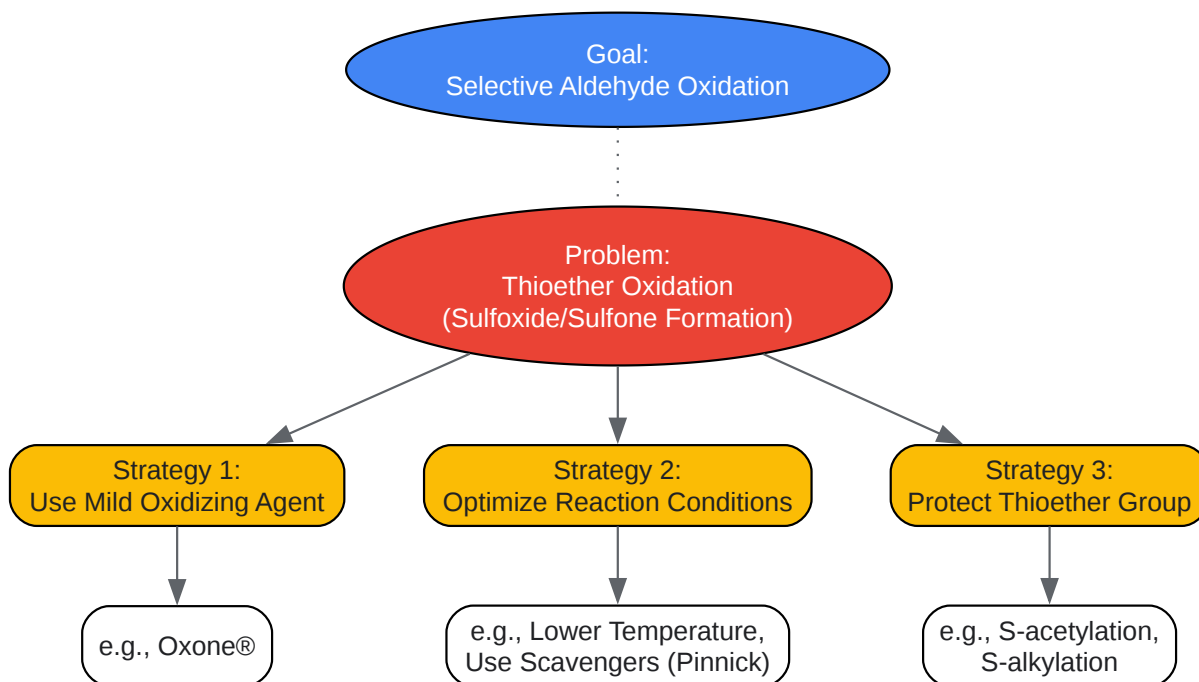 Goal:
Selective Aldehyde Oxidation
Problem:
Thioether Oxidation
(Sulfoxide/Sulfone Formation)
Strategy 1:
Use Mild Oxidizing Agent
Strategy 2:
Optimize Reaction Conditions
Strategy 3:
Protect Thioether Group
e.g., Oxone®
e.g., Lower Temperature,
Use Scavengers (Pinnick)
e.g., S-acetylation,
S-alkylation